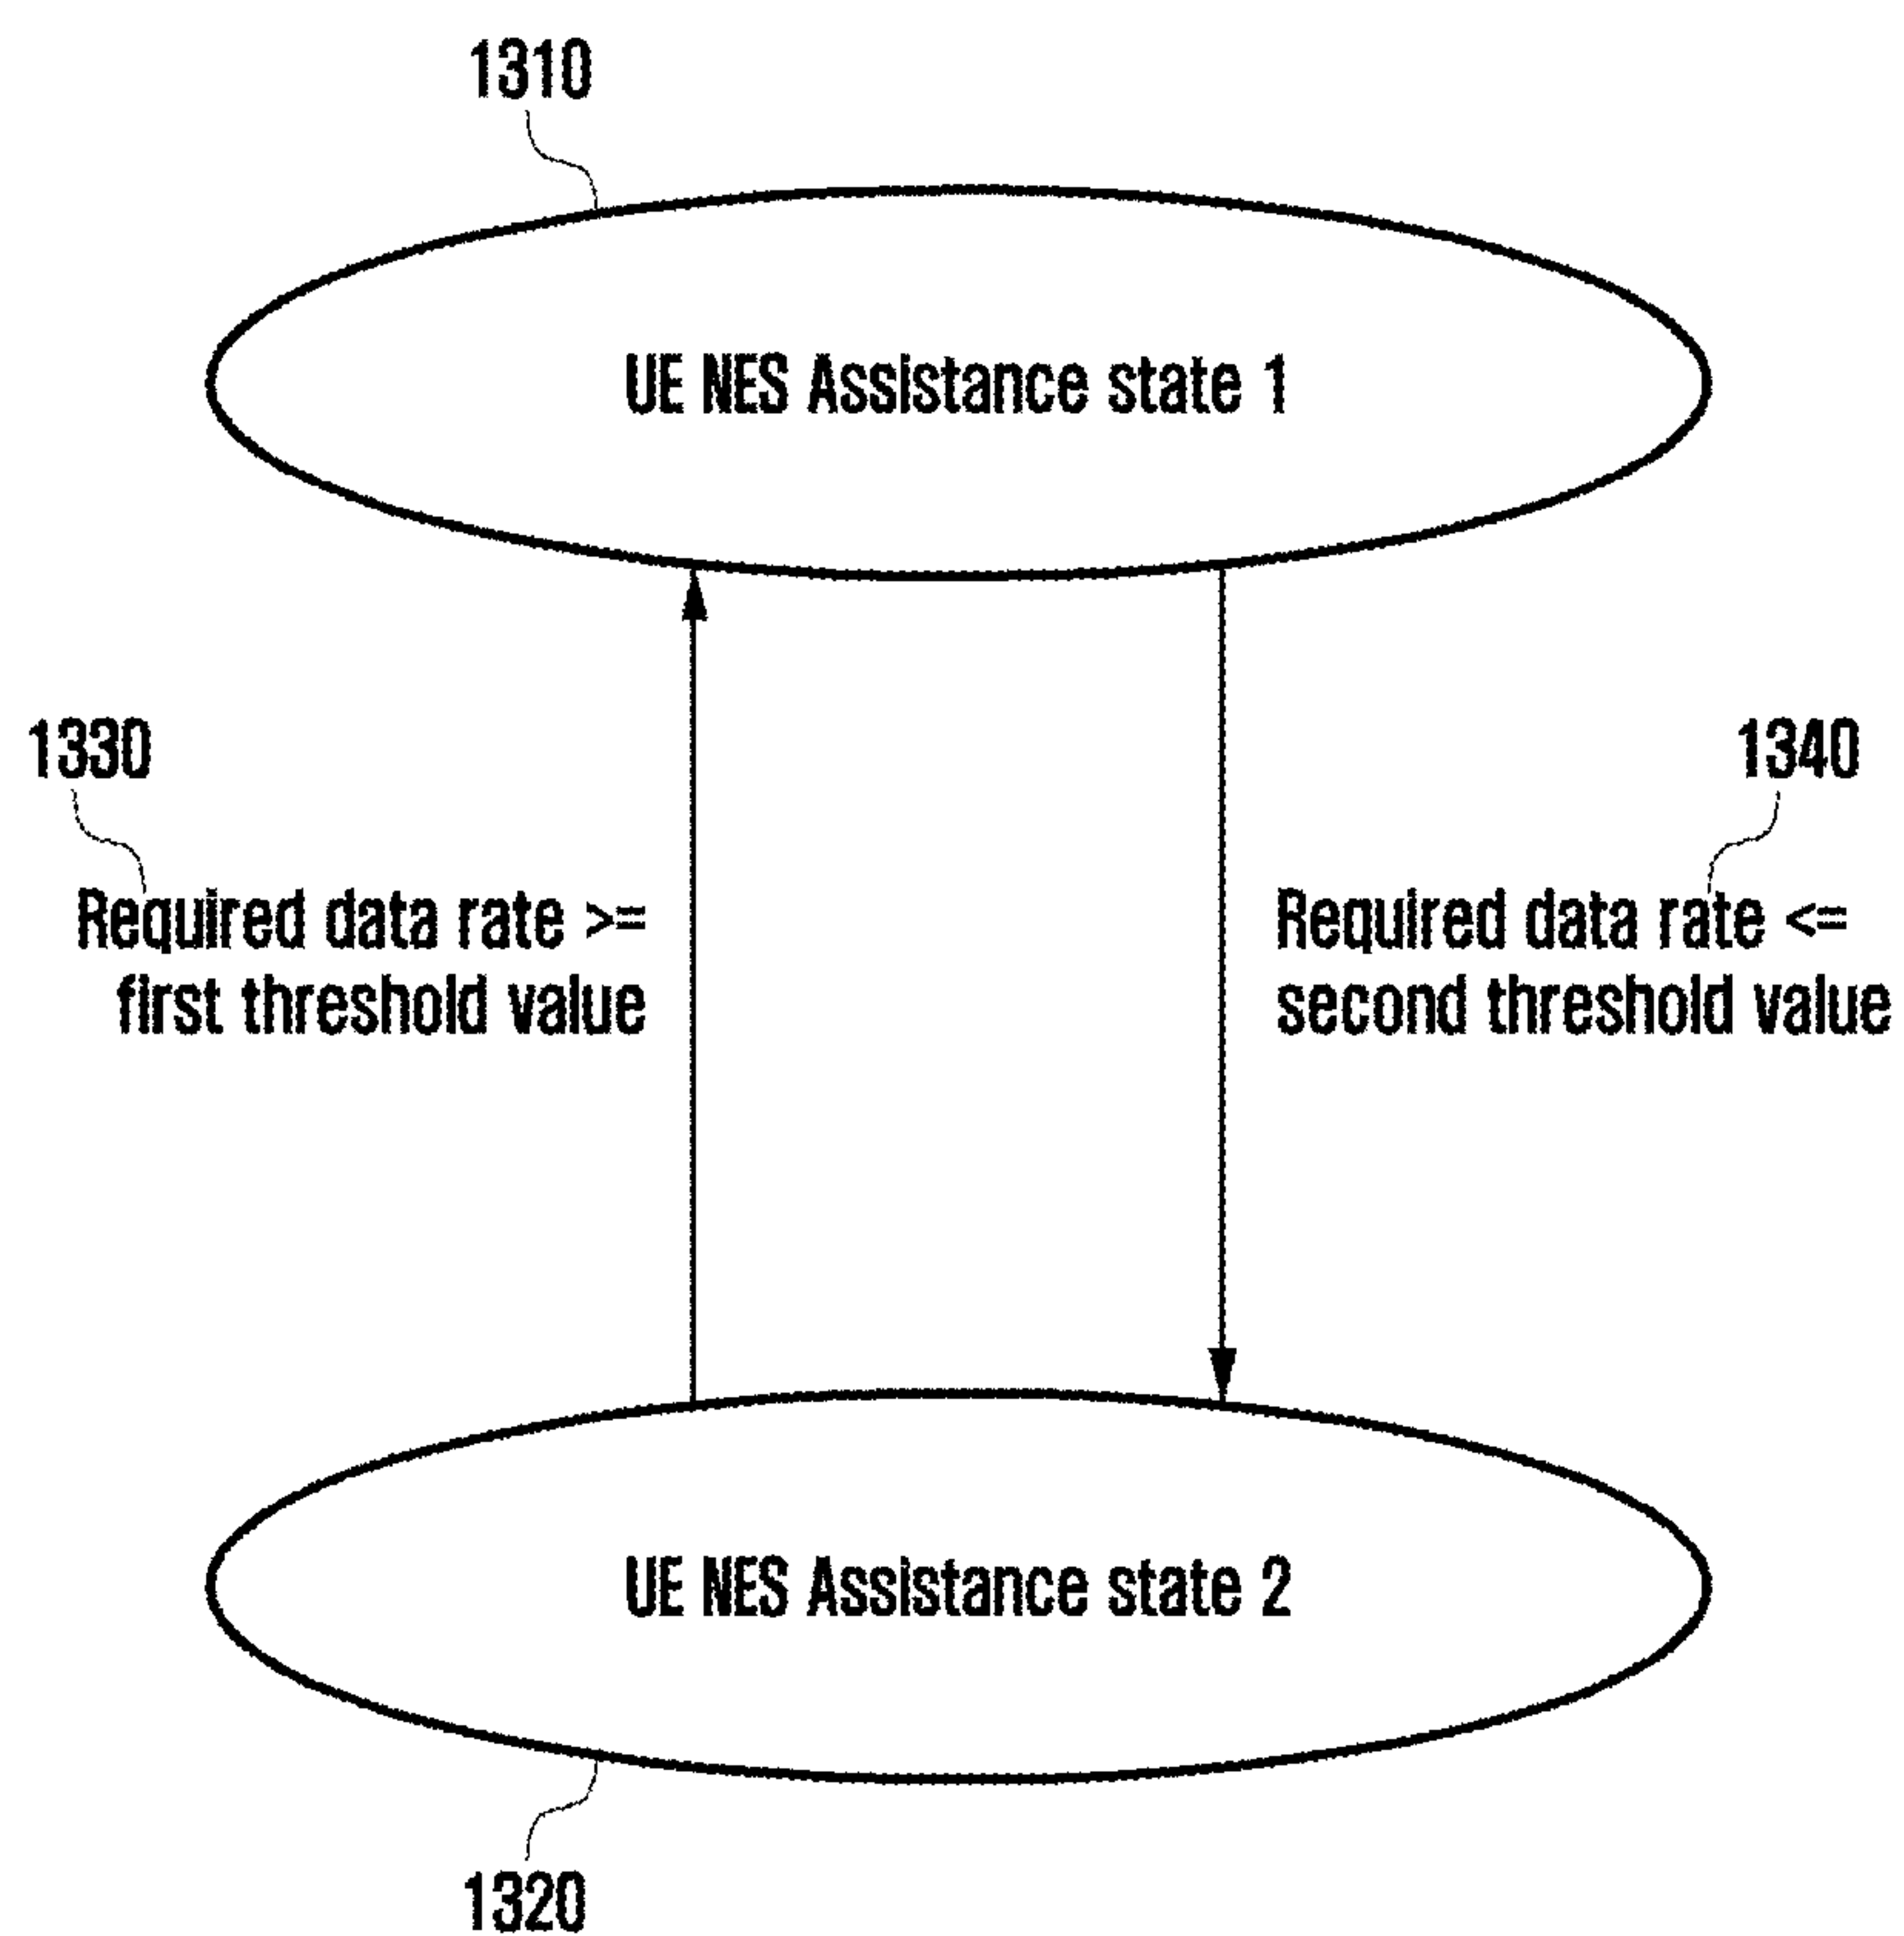 1310
UE NES Assistance state 1
1330
1340
Required data rate >=
first threshold value
Required data rate <=
second threshold value
UE NES Assistance state 2
1320